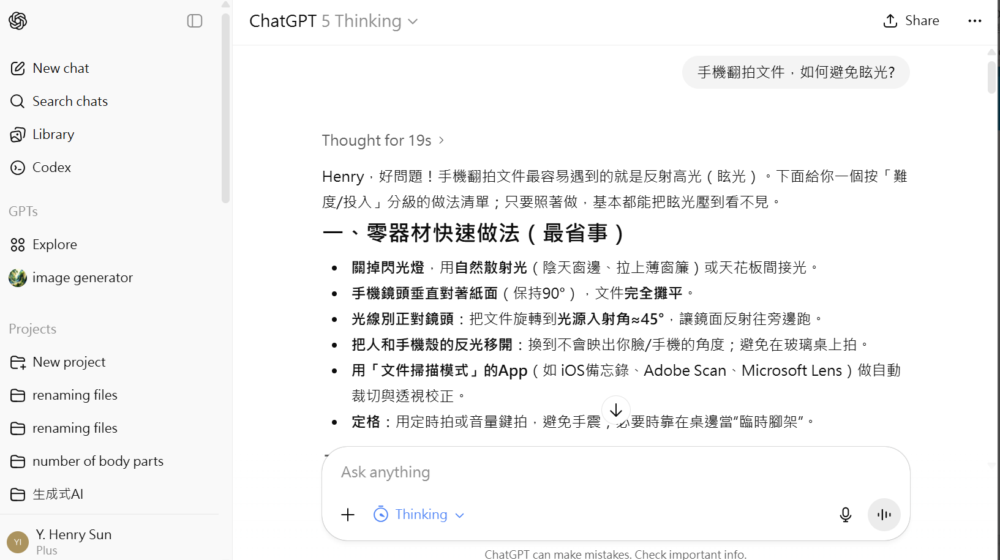 ChatGPT 5 Thinking
Share
New chat
Search chats
Library
Codex
GPTs
Explore
image generator
Projects
New project
renaming files
renaming files
number of body parts
生成式AI
YI
Y. Henry Sun
Plus
手機翻拍文件，如何避免眩光?
Thought for 19s
Henry，好問題！手機翻拍文件最容易遇到的就是反射高光（眩光）。下面給你一個按「難
度/投入」分級的做法清單；只要照著做，基本都能把眩光壓到看不見。
一、零器材快速做法（最省事）
關掉閃光燈，用自然散射光（陰天窗邊、拉上薄窗簾）或天花板間接光。
手機鏡頭垂直對著紙面（保持90°），文件完全攤平。
光線別正對鏡頭：把文件旋轉到光源入射角≈45°，讓鏡面反射往旁邊跑。
把人和手機殼的反光移開：換到不會映出你臉/手機的角度；避免在玻璃桌上拍。
用「文件掃描模式」的App（如 iOS備忘錄、Adobe Scan、Microsoft Lens）做自動
裁切與透視校正。
定格：用定時拍或音量鍵拍，避免手震；必要時靠在桌邊當“臨時腳架”。
Ask anything
Thinking
ChatGPT can make mistakes. Check important info.